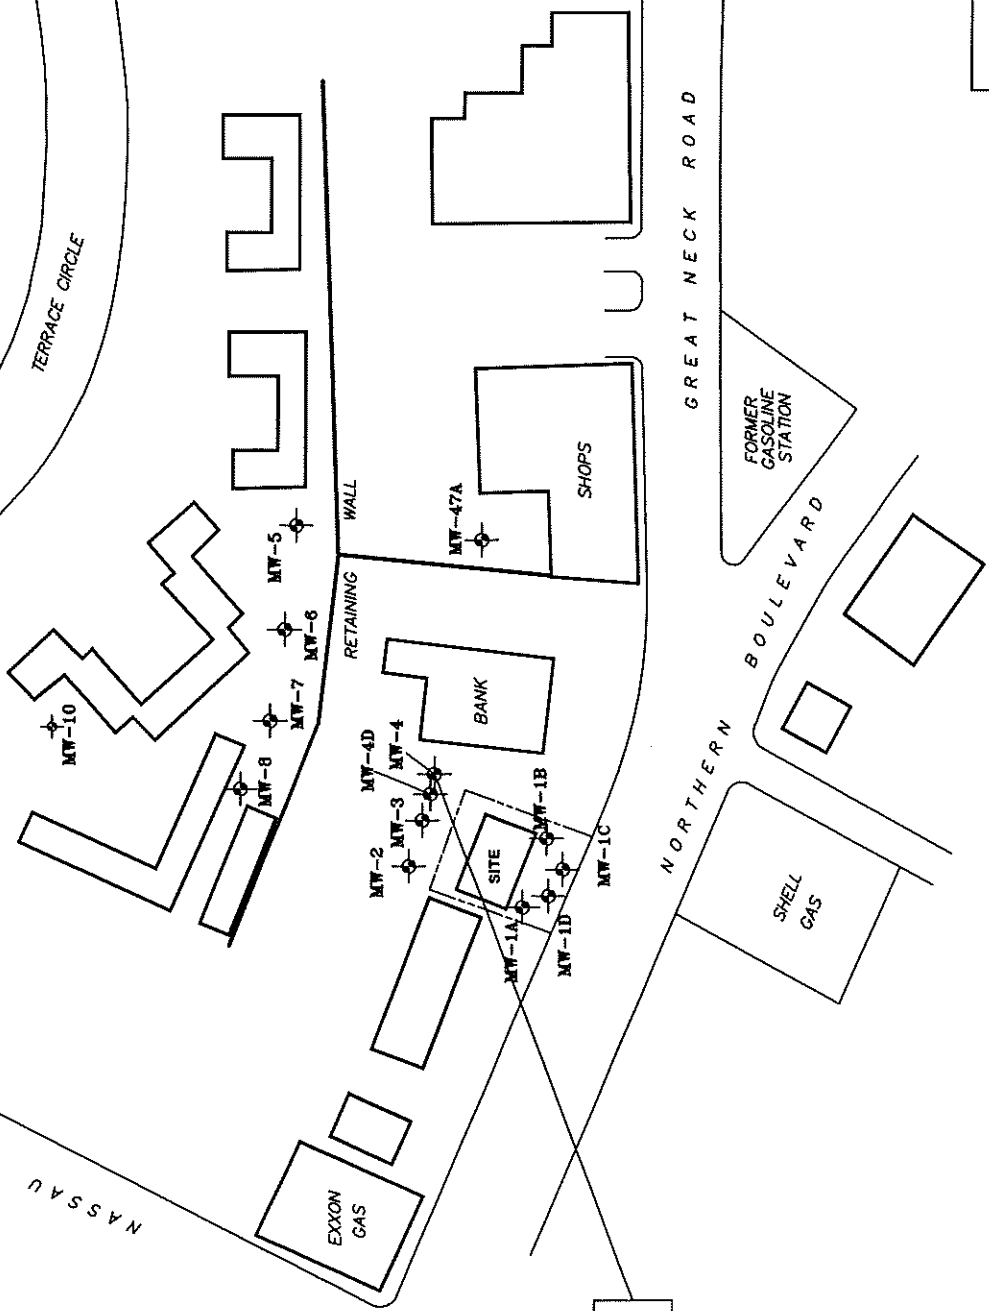 TERRACE CIRCLE
GREAT NECK ROAD
FORMER
GASOLINE
STATION
SHOPS
WALL
RETAINING
MW-47A
MW-5
MW-6
MW-7
MW-8
MW-10
BANK
MW-4
MW-4D
MW-3
MW-2
SITE
MW-1B
MW-1C
MW-1A
MW-1D
NORTHERN BOULEVARD
SHELL
GAS
EXXON
GAS
NASSAU